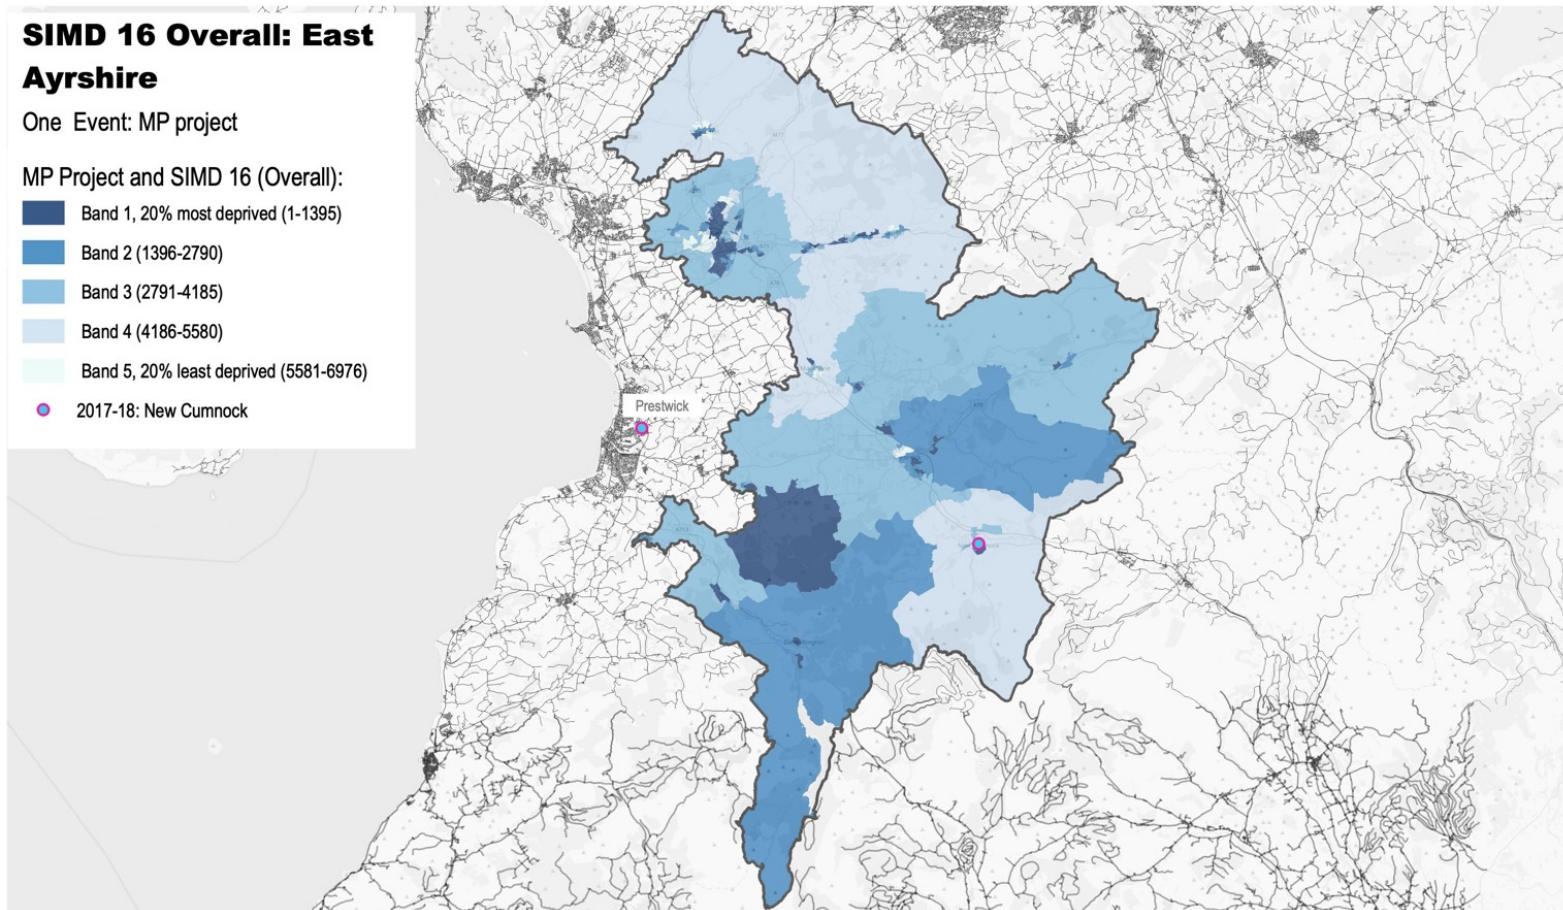 SIMD 16 Overall: East
Ayrshire
One Event: MP project
MP Project and SIMD 16 (Overall):
Band 1, 20% most deprived (1-1395)
Band 2 (1396-2790)
Band 3 (2791-4185)
Band 4 (4186-5580)
Band 5, 20% least deprived (5581-6976)
2017-18: New Cumnock
Prestwick